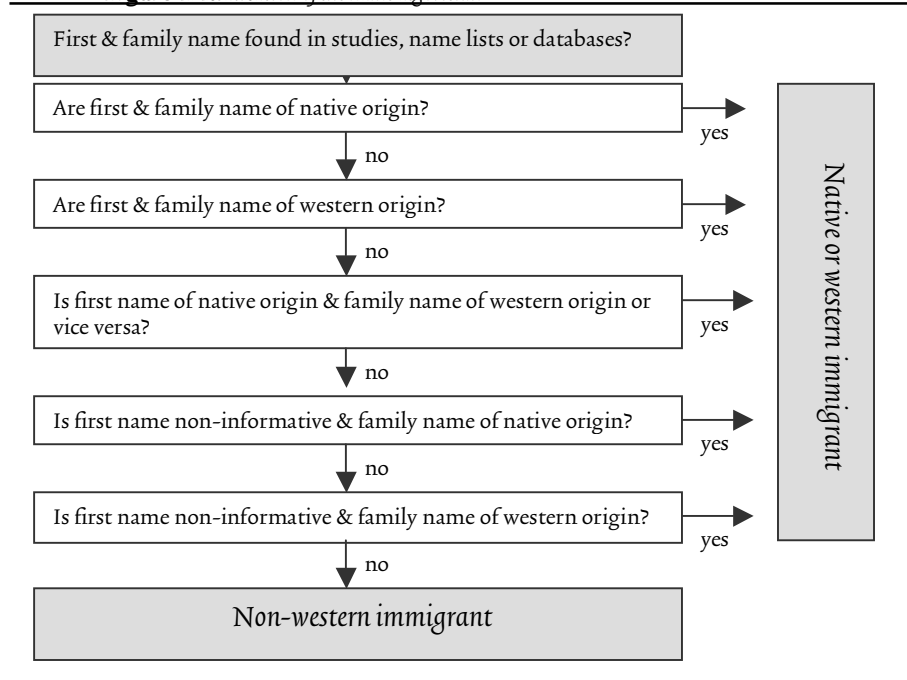 First & family name found in studies, name lists or databases?
Are first & family name of native origin?
yes
no
Are first & family name of western origin?
yes
no
Is first name of native origin & family name of western origin or
vice versa?
yes
no
Is first name non-informative & family name of native origin?
yes
no
Is first name non-informative & family name of western origin?
yes
no
Non-western immigrant
Native or western immigrant